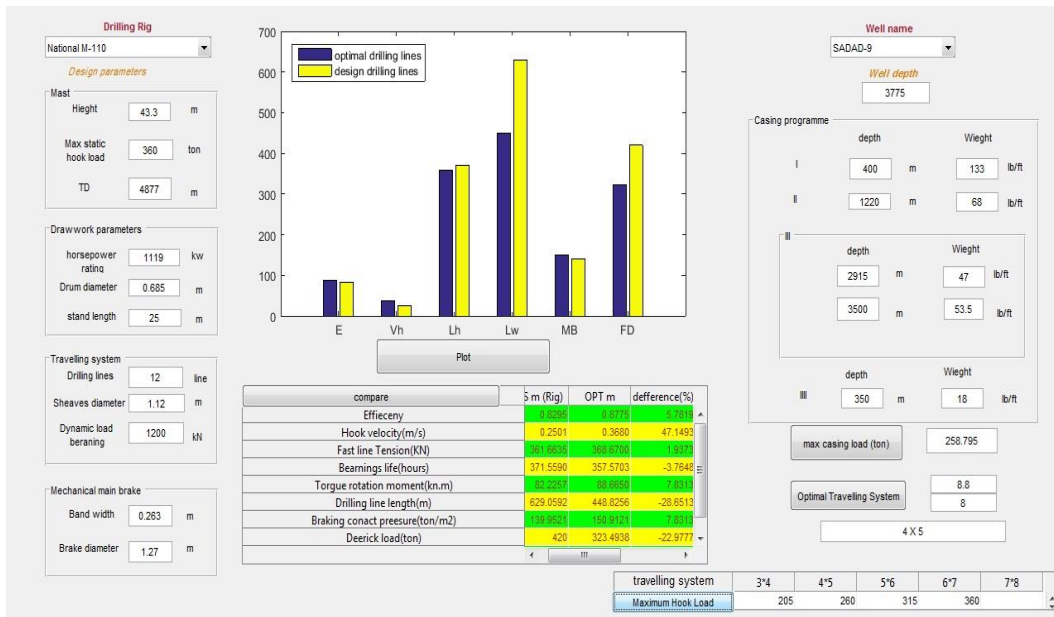 Drilling Rig
National M-110
Design parameters
Mast
Hieght 43.3 m
Max static hook load 360 ton
TD 4877 m
Drawwork parameters
horsepower rating 1119 kw
Drum diameter 0.685 m
stand length 25 m
Travelling system
Drilling lines 12 line
Sheaves diameter 1.12 m
Dynamic load beraning 1200 kN
Mechanical main brake
Band width 0.263 m
Brake diameter 1.27 m
700
600
500
400
300
200
100
0
optimal drilling lines
design drilling lines
E Vh Lh Lw MB FD
Plot
compare S m (Rig) OPT m defference(%)
Effieceny 0.8295 0.8775 5.7819
Hook velocity(m/s) 0.2501 0.3680 47.1493
Fast line Tension(KN) 361.6635 368.6700 1.9373
Bearnings life(hours) 371.5590 357.5703 -3.7648
Torgue rotation moment(kn.m) 82.2257 88.6650 7.8313
Drilling line length(m) 629.0592 448.8256 -28.6513
Braking conact preesure(ton/m2) 139.9521 150.9121 7.8313
Deerick load(ton) 420 323.4938 -22.9777
Well name
SADAD-9
Well depth
3775
Casing programme
depth Wieght
I 400 m 133 lb/ft
II 1220 m 68 lb/ft
III
depth Wieght
2915 m 47 lb/ft
3500 m 53.5 lb/ft
depth Wieght
IIII 350 m 18 lb/ft
max casing load (ton) 258.795
Optimal Travelling System 8.8
8
4 X 5
travelling system 3*4 4*5 5*6 6*7 7*8
Maximum Hook Load 205 260 315 360